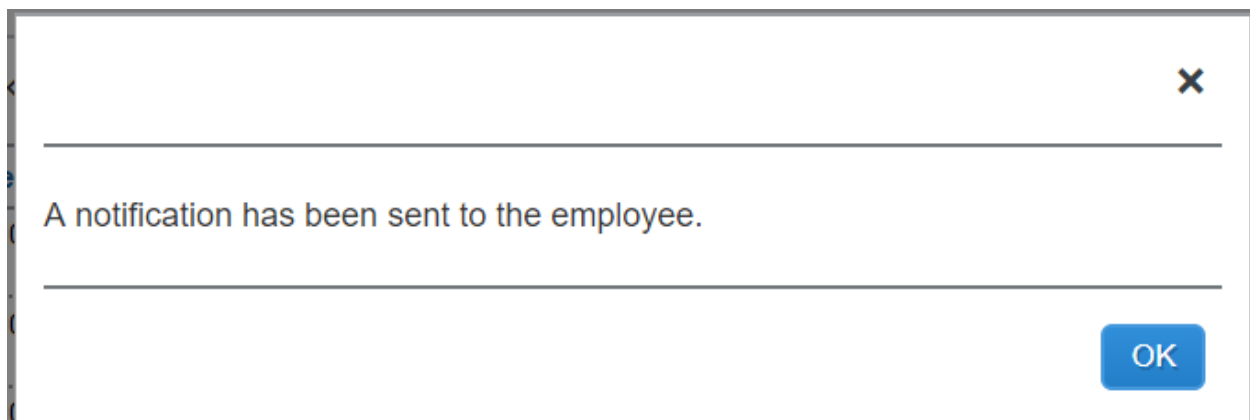 A notification has been sent to the employee.
OK